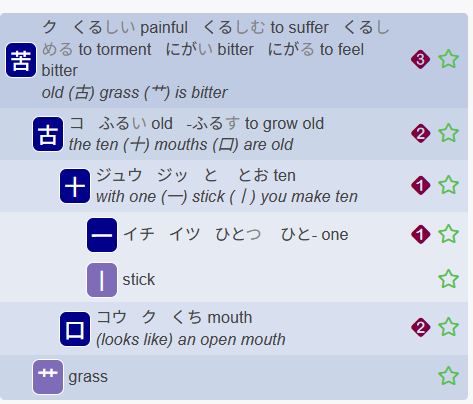 ク くるしい painful くるしむ to suffer くるし
苦 める to torment にがい bitter にがる to feel 3
bitter
old (古) grass (艹) is bitter
古 コ ふるい old -ふるす to grow old 2
the ten (十) mouths (口) are old
十 ジュウ ジッ と とお ten 1
with one (一) stick (丨) you make ten
一 イチ イツ ひとつ ひと- one 1
丨 stick
口 コウ ク くち mouth 2
(looks like) an open mouth
艹 grass